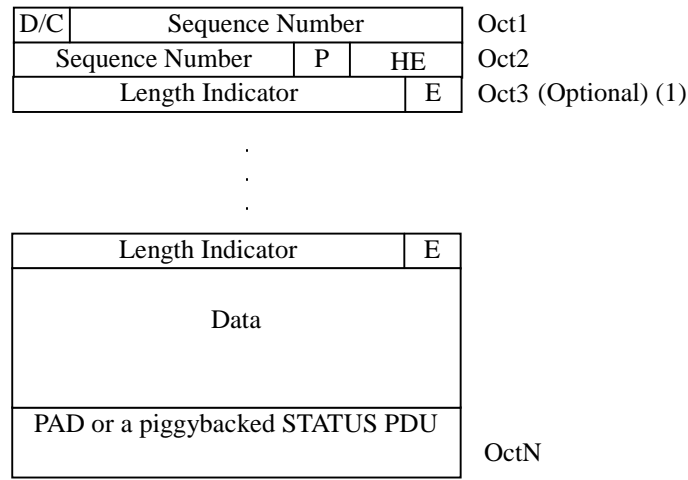 D/C Sequence Number Oct1
Sequence Number P HE Oct2
Length Indicator E Oct3 (Optional) (1)
.
.
.
Length Indicator E
Data
PAD or a piggybacked STATUS PDU
OctN